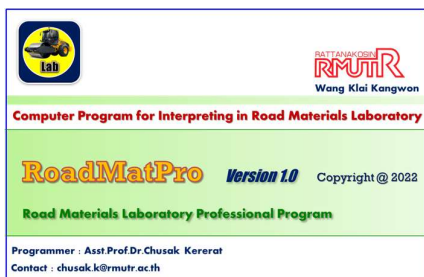 Lab
RATTANAKOSIN
RMUTR
Wang Klai Kangwon
Computer Program for Interpreting in Road Materials Laboratory
RoadMatPro Version 1.0 Copyright @ 2022
Road Materials Laboratory Professional Program
Programmer : Asst.Prof.Dr.Chusak Kererat
Contact : chusak.k@rmutr.ac.th